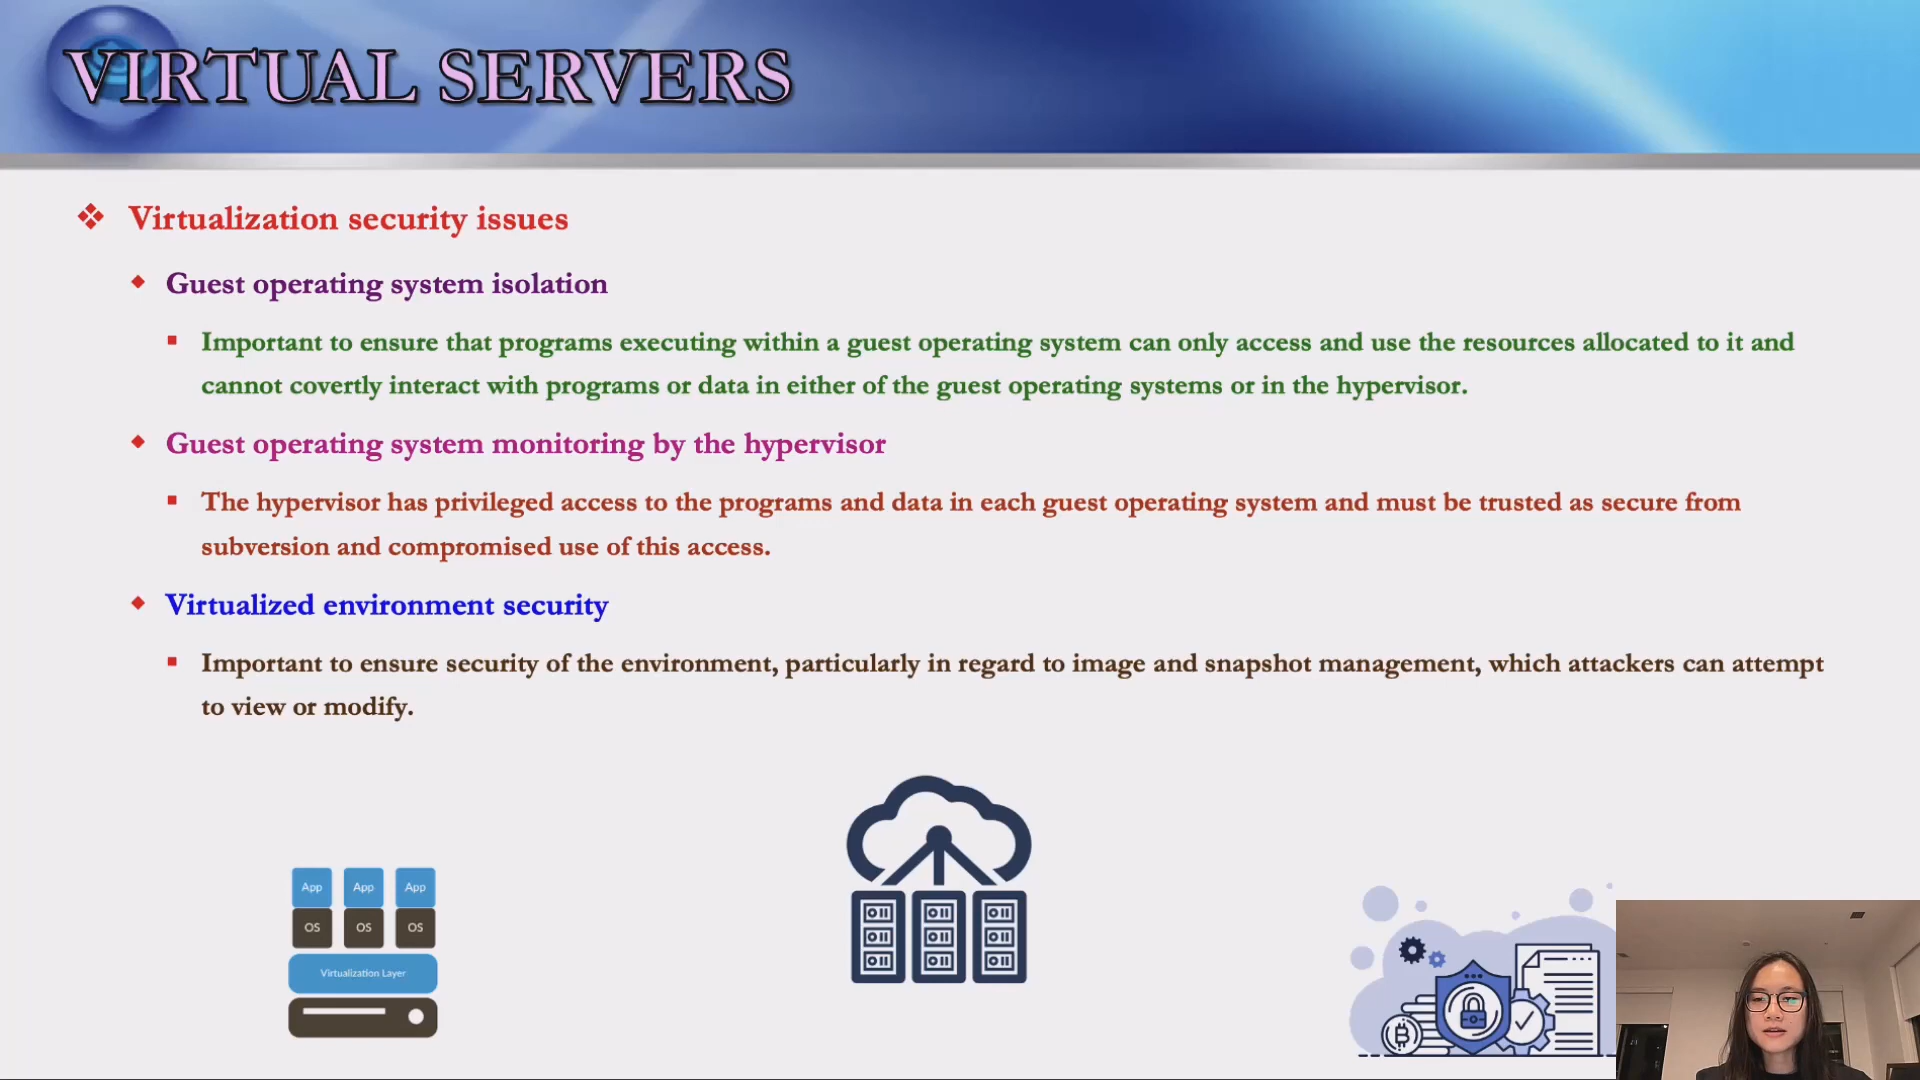 VIRTUAL SERVERS
Virtualization security issues
Guest operating system isolation
Important to ensure that programs executing within a guest operating system can only access and use the resources allocated to it and
cannot covertly interact with programs or data in either of the guest operating systems or in the hypervisor.
Guest operating system monitoring by the hypervisor
The hypervisor has privileged access to the programs and data in each guest operating system and must be trusted as secure from
subversion and compromised use of this access.
Virtualized environment security
Important to ensure security of the environment, particularly in regard to image and snapshot management, which attackers can attempt
to view or modify.
App App App
OS OS OS
Virtualization Layer